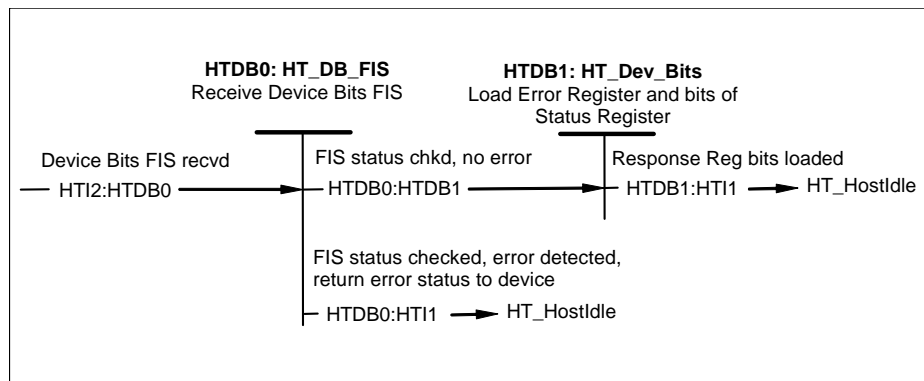 HTDB0: HT_DB_FIS
Receive Device Bits FIS
HTDB1: HT_Dev_Bits
Load Error Register and bits of
Status Register
Device Bits FIS recvd
HTI2:HTDB0
FIS status chkd, no error
HTDB0:HTDB1
Response Reg bits loaded
HTDB1:HTI1
HT_HostIdle
FIS status checked, error detected,
return error status to device
HTDB0:HTI1
HT_HostIdle